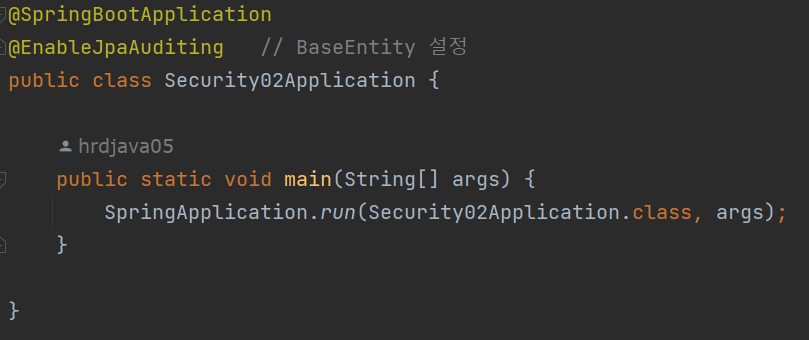 @SpringBootApplication
@EnableJpaAuditing   // BaseEntity 설정
public class Security02Application {
hrdjava05
public static void main(String[] args) {
SpringApplication.run(Security02Application.class, args);
}
}